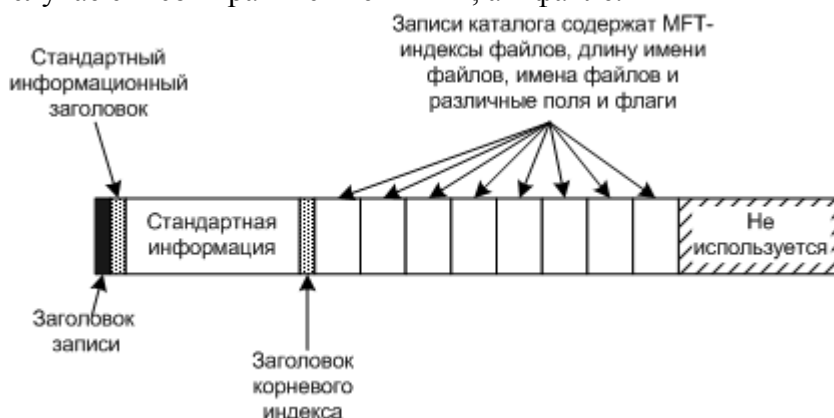 Записи каталога содержат MFT-
индексы файлов, длину имени
файлов, имена файлов и
различные поля и флаги
Стандартный
информационный
заголовок
Стандартная
информация
Не
используется
Заголовок
записи
Заголовок
корневого
индекса